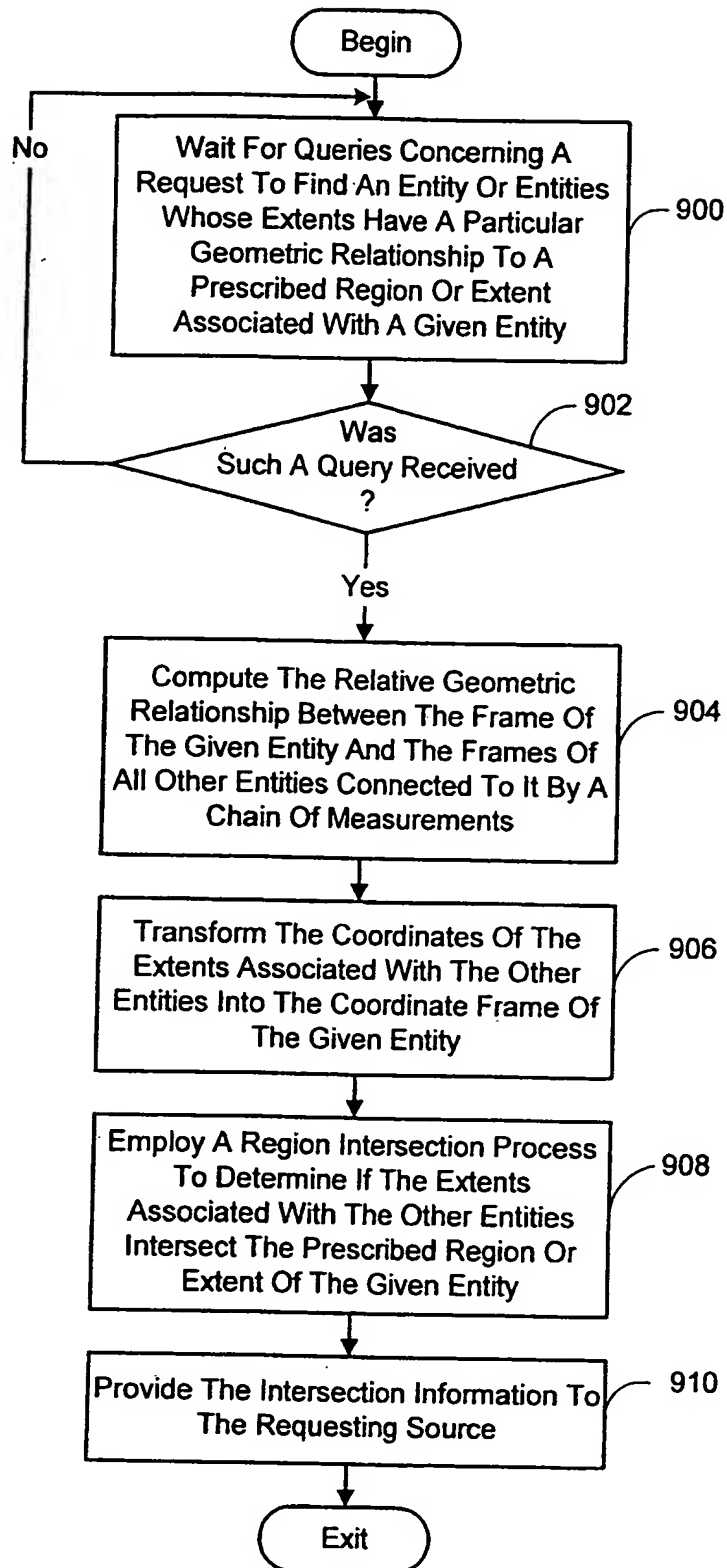 Begin
No
Wait For Queries Concerning A
Request To Find An Entity Or Entities
Whose Extents Have A Particular
Geometric Relationship To A
Prescribed Region Or Extent
Associated With A Given Entity
900
902
Was
Such A Query Received
?
Yes
Compute The Relative Geometric
Relationship Between The Frame Of
The Given Entity And The Frames Of
All Other Entities Connected To It By A
Chain Of Measurements
904
Transform The Coordinates Of The
Extents Associated With The Other
Entities Into The Coordinate Frame Of
The Given Entity
906
Employ A Region Intersection Process
To Determine If The Extents
Associated With The Other Entities
Intersect The Prescribed Region Or
Extent Of The Given Entity
908
Provide The Intersection Information To
The Requesting Source
910
Exit